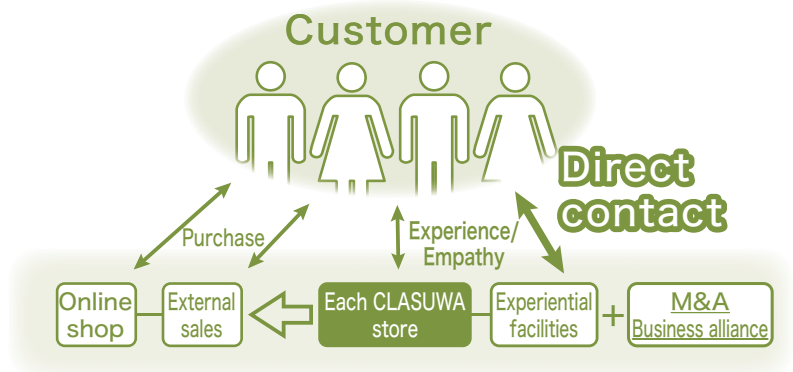 Customer
Direct
contact
Purchase
Experience/
Empathy
Online
shop
External
sales
Each CLASUWA
store
Experiential
facilities
+
M&A
Business alliance